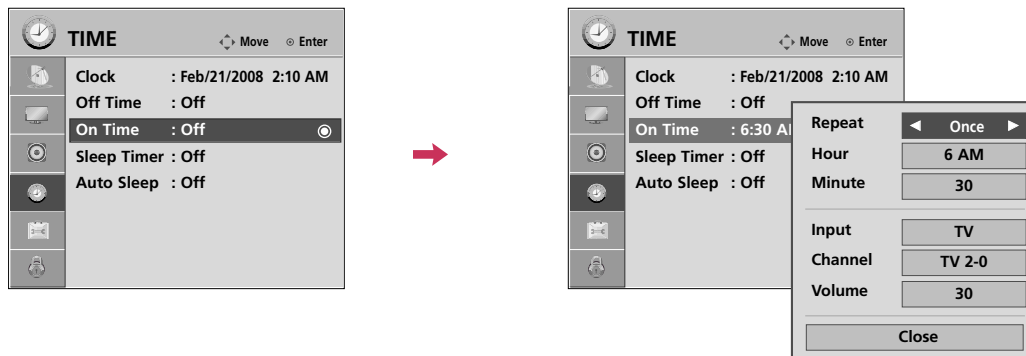 TIME
Move Enter
Clock : Feb/21/2008 2:10 AM
Off Time : Off
On Time : Off
Sleep Timer : Off
Auto Sleep : Off
TIME
Move Enter
Clock : Feb/21/2008 2:10 AM
Off Time : Off
On Time : 6:30 A
Sleep Timer : Off
Auto Sleep : Off
Repeat ◀ Once ▶
Hour 6 AM
Minute 30
Input TV
Channel TV 2-0
Volume 30
Close